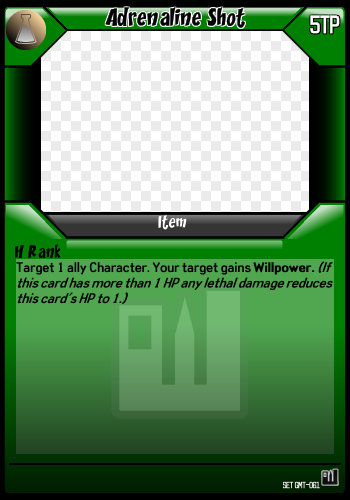 Adrenaline Shot
5TP
Item
H Rank
Target 1 ally Character. Your target gains Willpower. (If
this card has more than 1 HP any lethal damage reduces
this card's HP to 1.)
SET GMT-061